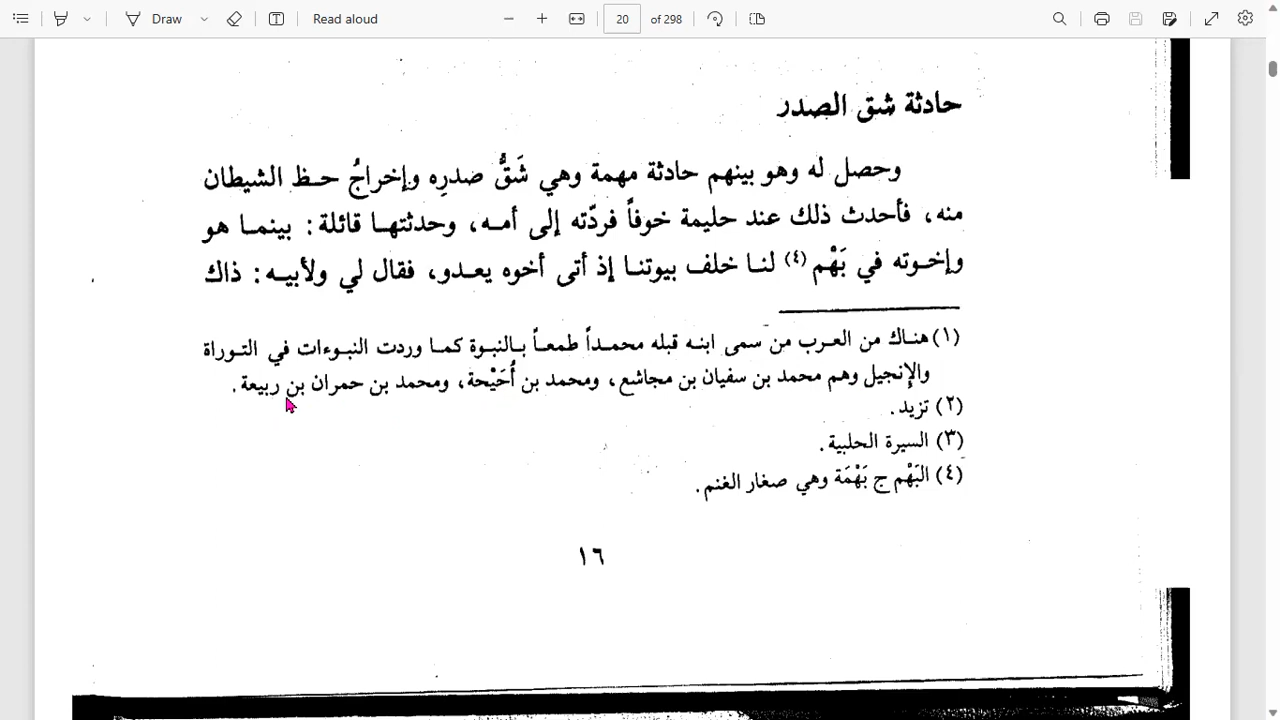 Draw
Read aloud
20 of 298
حادثة شق الصدر
وحصل له وهو بينهم حادثة مهمة وهي شَقُّ صدرِه وإخراجُ حـظ الشيطان
منه، فأحدث ذلك عند حليمة خوفاً فردّته إلى أمـه، وحدثتهـا قائلة: بينمـا هو
وإخـوته في بَهْم (٤) لنـا خلف بيوتنـا إذ أتى أخوه يعـدو، فقال لي ولأبيـه: ذاك
(١) هنـاك من العـرب من سمى ابنـه قبله محمـداً طمعـاً بـالنبـوة كمـا وردت النبـوءات في التـوراة
والإنجيل وهم محمد بن سفيان بن مجاشع، ومحمد بن أُحَيْحة، ومحمد بن حمران بن ربيعة.
(٢) تزيد.
(٣) السيرة الحلبية.
(٤) البَهْم ج بَهْمَة وهي صغار الغنم.
١٦